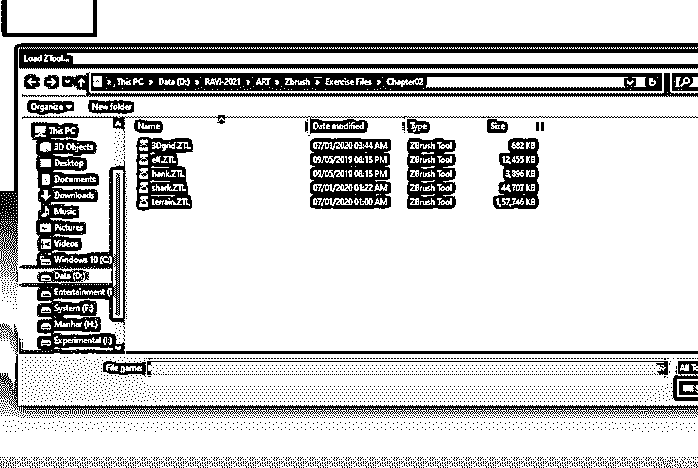 Load ZTool...
This PC > Data (D:) > RAVI-2021 > ART > Zbrush > Exercise Files > Chapter02
Organize New folder
Name Date modified Type Size
This PC
3D Objects
Desktop
Documents
Downloads
Music
Pictures
Videos
Windows 10 (C:)
Data (D:)
Entertainment (
System (F:)
Manhar (H:)
Experimental (I:)
3Dgrid.ZTL 07/01/2020 03:44 AM ZBrush Tool 682 KB
elf.ZTL 09/05/2019 06:15 PM ZBrush Tool 12,455 KB
hank.ZTL 09/05/2019 06:15 PM ZBrush Tool 3,896 KB
shark.ZTL 07/01/2020 01:22 AM ZBrush Tool 44,707 KB
terrain.ZTL 07/01/2020 01:00 AM ZBrush Tool 1,57,746 KB
File name:
All To